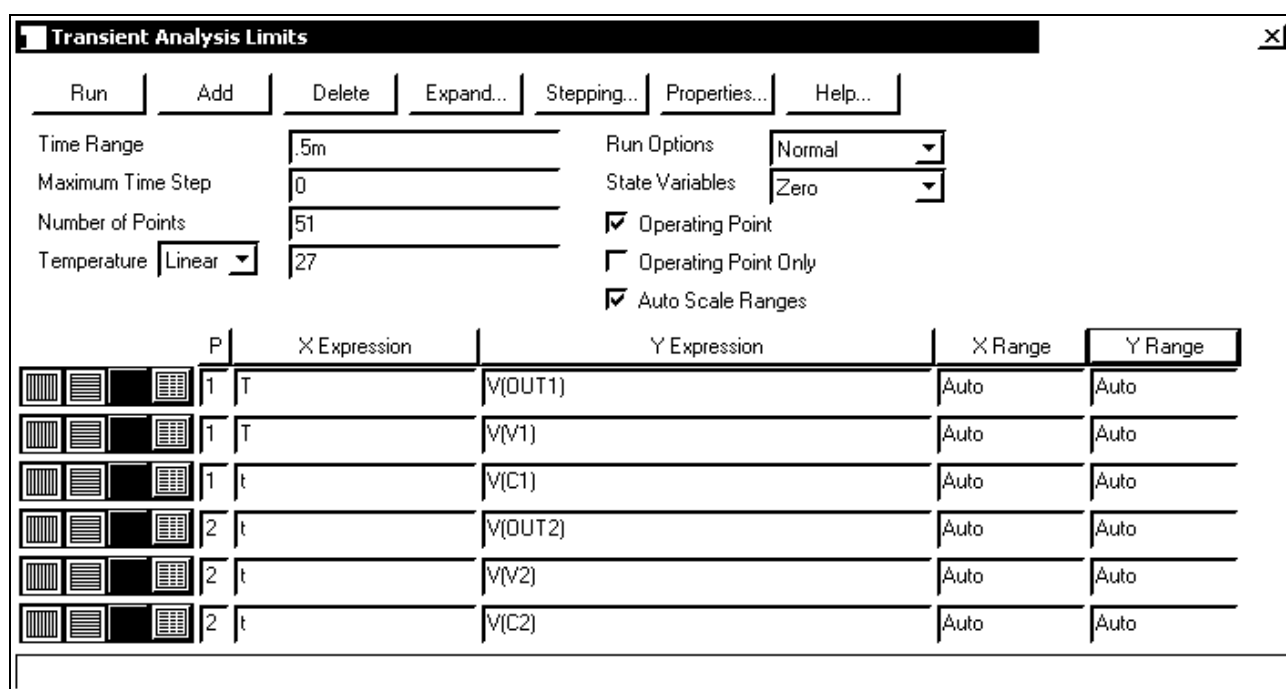 Transient Analysis Limits
Run Add Delete Expand... Stepping... Properties... Help...
Time Range .5m Run Options Normal
Maximum Time Step 0 State Variables Zero
Number of Points 51 Operating Point
Temperature Linear 27 Operating Point Only
Auto Scale Ranges
P X Expression Y Expression X Range Y Range
1 T V(OUT1) Auto Auto
1 T V(V1) Auto Auto
1 t V(C1) Auto Auto
2 t V(OUT2) Auto Auto
2 t V(V2) Auto Auto
2 t V(C2) Auto Auto